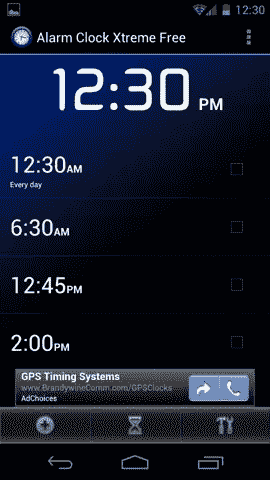 12:30
Alarm Clock Xtreme Free
12:30 PM
12:30AM
Every day
6:30AM
12:45PM
2:00PM
GPS Timing Systems
www.BrandywineComm.com/GPSClocks
AdChoices